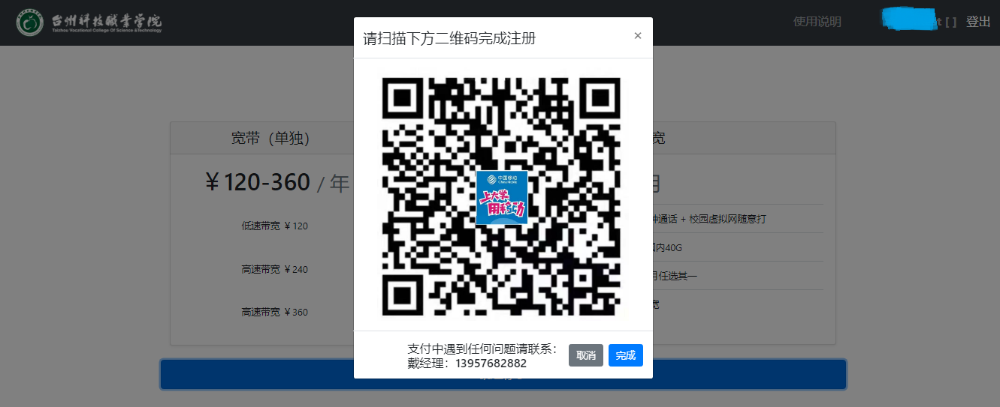 台州科技职业学院
Taizhou Vocational College Of Science & Technology
使用说明
t [ ] 登出
请扫描下方二维码完成注册
×
宽带（单独）
宽
￥120-360 / 年
月
低速带宽 ￥120
高速带宽 ￥240
高速带宽 ￥360
钟通话 + 校园虚拟网随意打
国内40G
月任选其一
宽
中国移动
China Mobile
上大学
用移动
支付中遇到任何问题请联系：
戴经理：13957682882
取消
完成